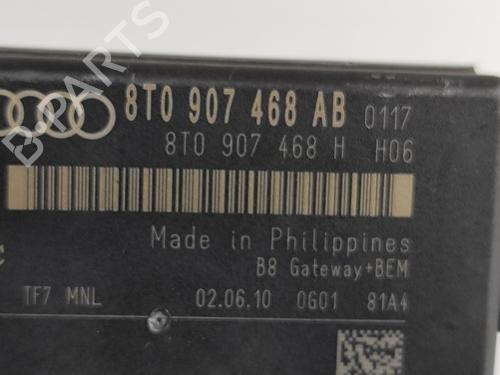 8T0 907 468 AB 0117
8T0 907 468 H H06
Made in Philippines
B8 Gateway+BEM
TF7 MNL 02.06.10 0G01 81A4